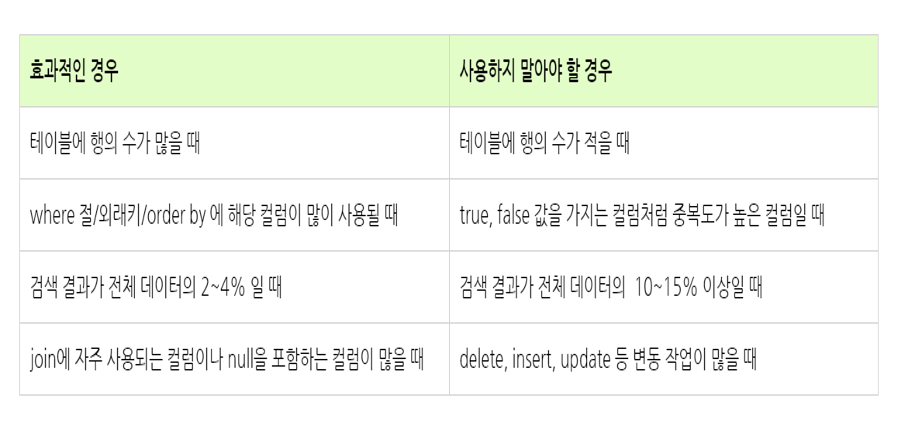 효과적인 경우
사용하지 말아야 할 경우
테이블에 행의 수가 많을 때
테이블에 행의 수가 적을 때
where 절/외래키/order by 에 해당 컬럼이 많이 사용될 때
true, false 값을 가지는 컬럼처럼 중복도가 높은 컬럼일 때
검색 결과가 전체 데이터의 2~4% 일 때
검색 결과가 전체 데이터의 10~15% 이상일 때
join에 자주 사용되는 컬럼이나 null을 포함하는 컬럼이 많을 때
delete, insert, update 등 변동 작업이 많을 때